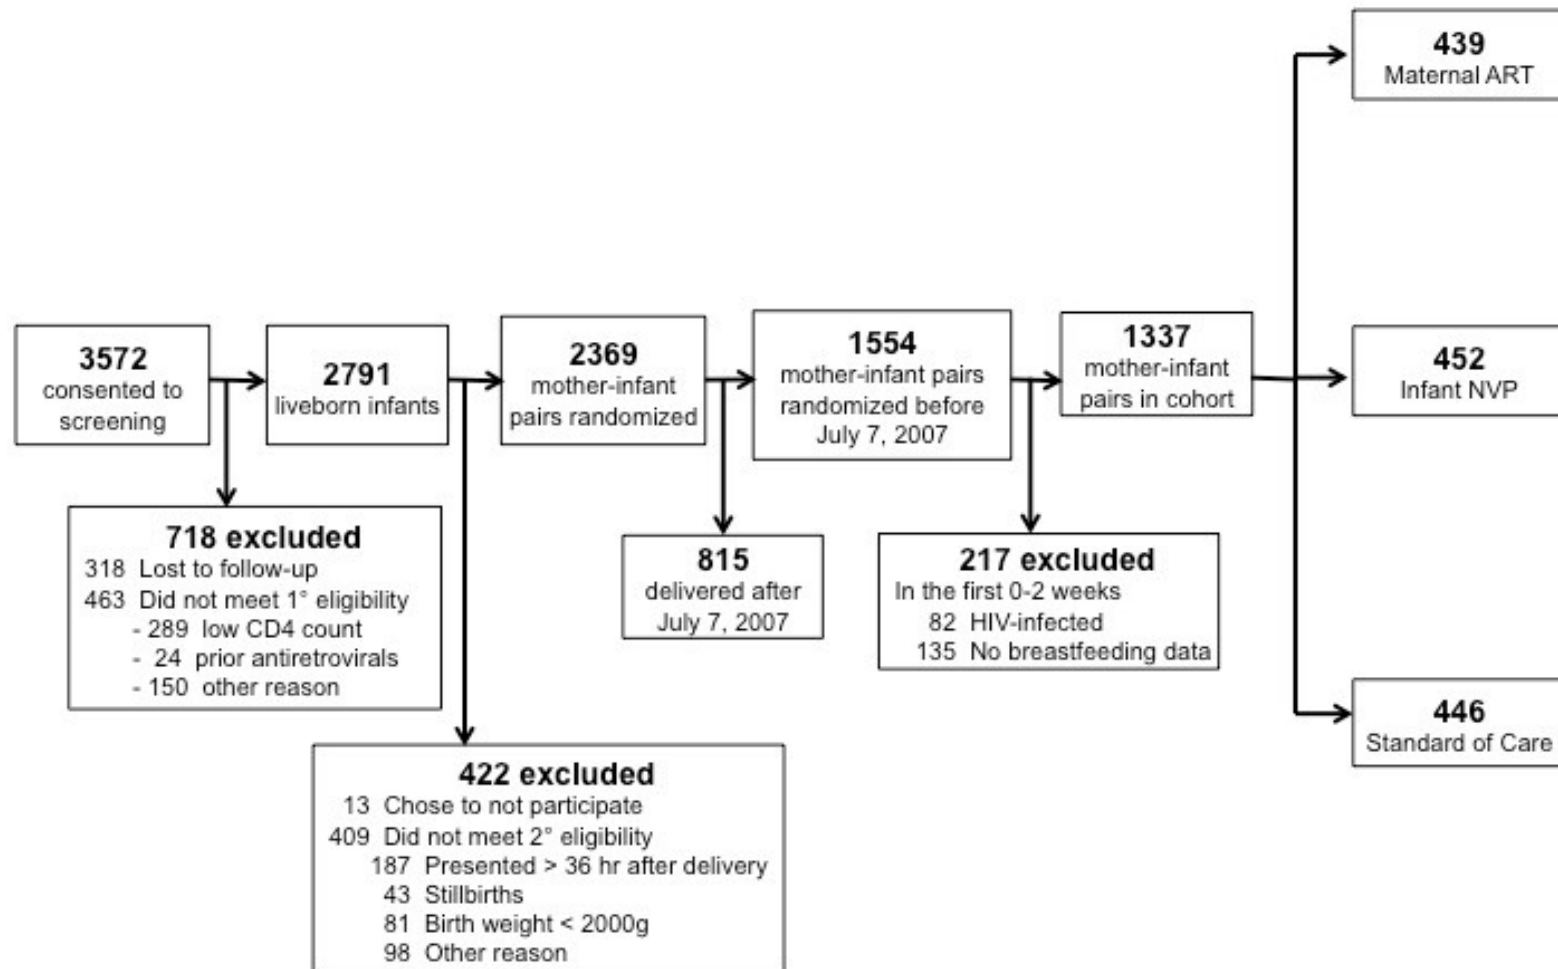 3572
consented to
screening
718 excluded
318 Lost to follow-up
463 Did not meet 1° eligibility
- 289 low CD4 count
- 24 prior antiretrovirals
- 150 other reason
2791
liveborn infants
422 excluded
13 Chose to not participate
409 Did not meet 2° eligibility
187 Presented > 36 hr after delivery
43 Stillbirths
81 Birth weight < 2000g
98 Other reason
2369
mother-infant
pairs randomized
815
delivered after
July 7, 2007
1554
mother-infant pairs
randomized before
July 7, 2007
217 excluded
In the first 0-2 weeks
82 HIV-infected
135 No breastfeeding data
1337
mother-infant
pairs in cohort
439
Maternal ART
452
Infant NVP
446
Standard of Care